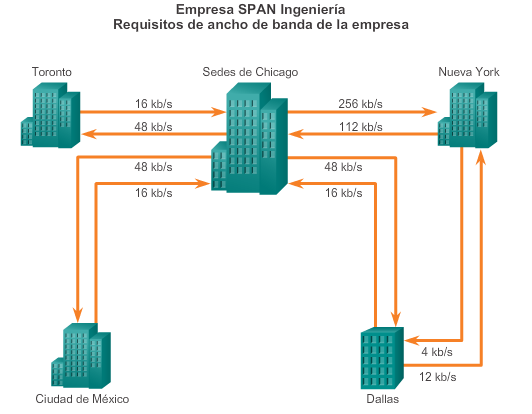 Empresa SPAN Ingeniería
Requisitos de ancho de banda de la empresa
Toronto
Sedes de Chicago
Nueva York
16 kb/s
256 kb/s
48 kb/s
112 kb/s
48 kb/s
48 kb/s
16 kb/s
16 kb/s
4 kb/s
12 kb/s
Ciudad de México
Dallas